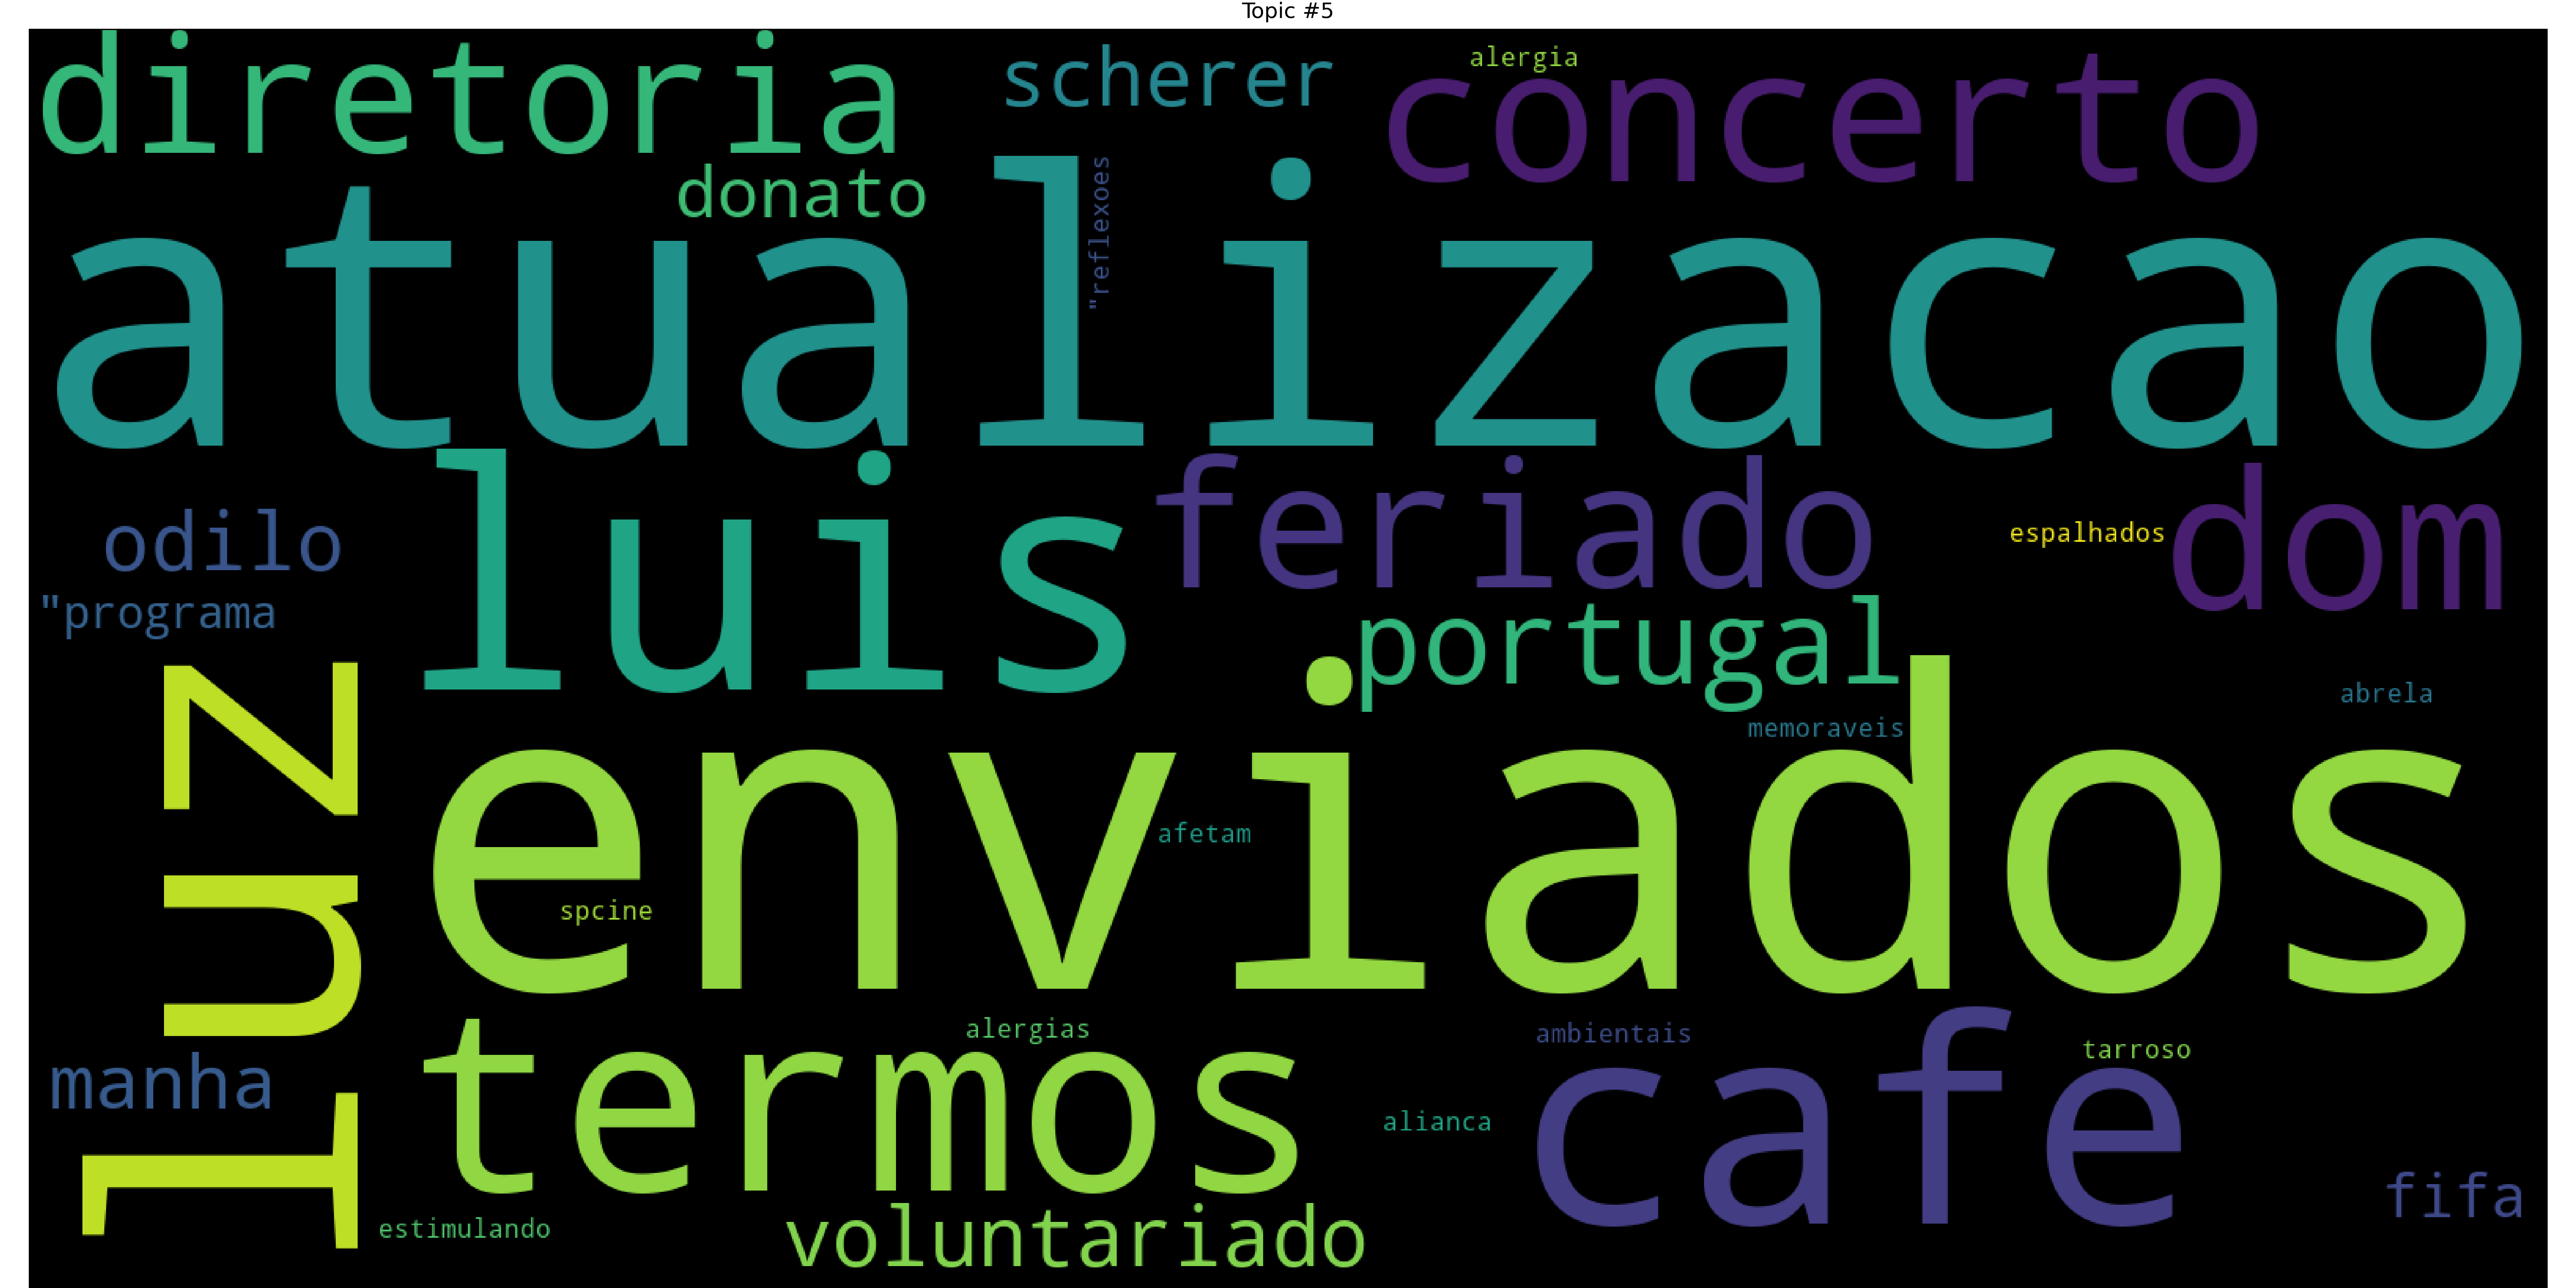 Topic #5
diretoria
scherer
alergia
concerto
donato
"reflexoes
atualizacao
luis
feriado
dom
odilo
espalhados
"programa
portugal
luz
enviados
abrela
memoraveis
afetam
spcine
termos
alergias
ambientais
cafe
tarroso
manha
alianca
fifa
estimulando
voluntariado